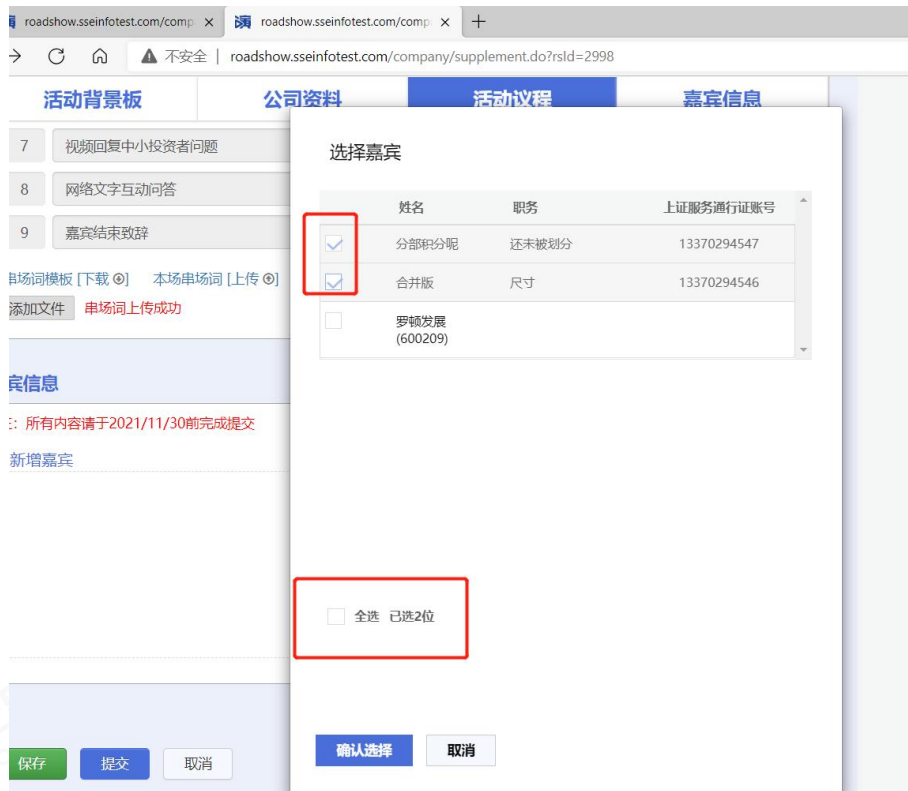 roadshow.sseinfotest.com/comp
roadshow.sseinfotest.com/comp
不安全 | roadshow.sseinfotest.com/company/supplement.do?rsId=2998
活动背景板 公司资料 活动议程 嘉宾信息
7 视频回复中小投资者问题
8 网络文字互动问答
9 嘉宾结束致辞
串场词模板 [下载] 本场串场词 [上传]
添加文件 串场词上传成功
宾信息
: 所有内容请于2021/11/30前完成提交
新增嘉宾
保存 提交 取消
选择嘉宾
姓名 职务 上证服务通行证账号
分部积分呢 还未被划分 13370294547
合并版 尺寸 13370294546
罗顿发展
(600209)
全选 已选2位
确认选择 取消